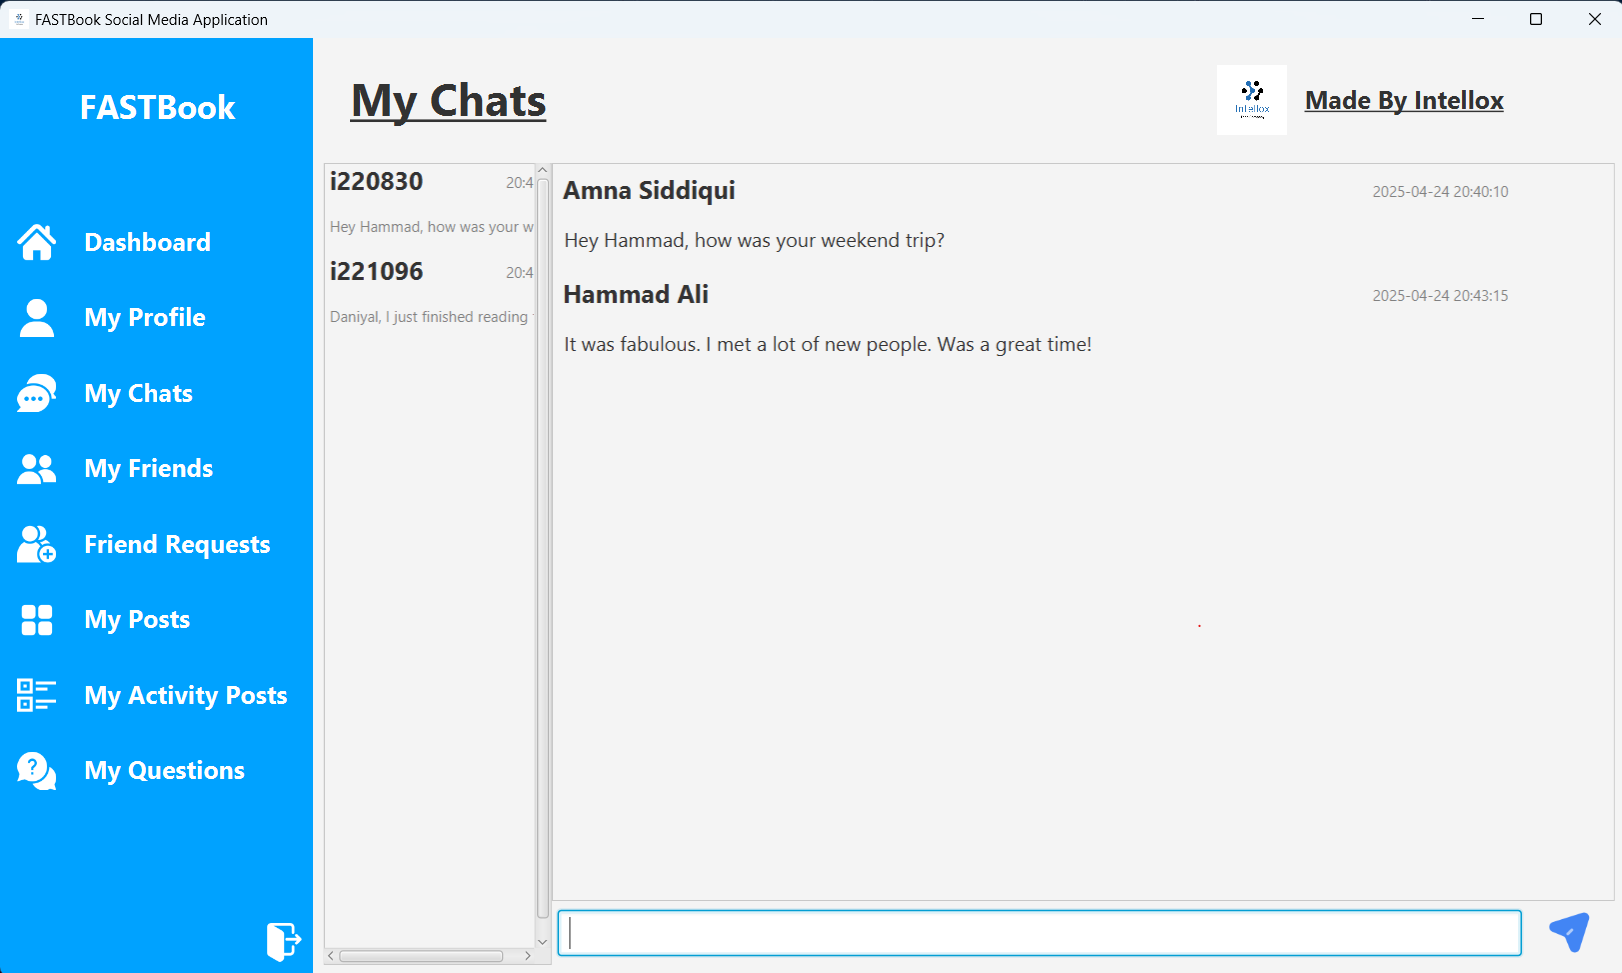 FASTBook Social Media Application
FASTBook
My Chats
Intellox
Made By Intellox
Dashboard
My Profile
My Chats
My Friends
Friend Requests
My Posts
My Activity Posts
My Questions
i220830 20:4
Hey Hammad, how was your w
i221096 20:4
Daniyal, I just finished reading
Amna Siddiqui 2025-04-24 20:40:10
Hey Hammad, how was your weekend trip?
Hammad Ali 2025-04-24 20:43:15
It was fabulous. I met a lot of new people. Was a great time!